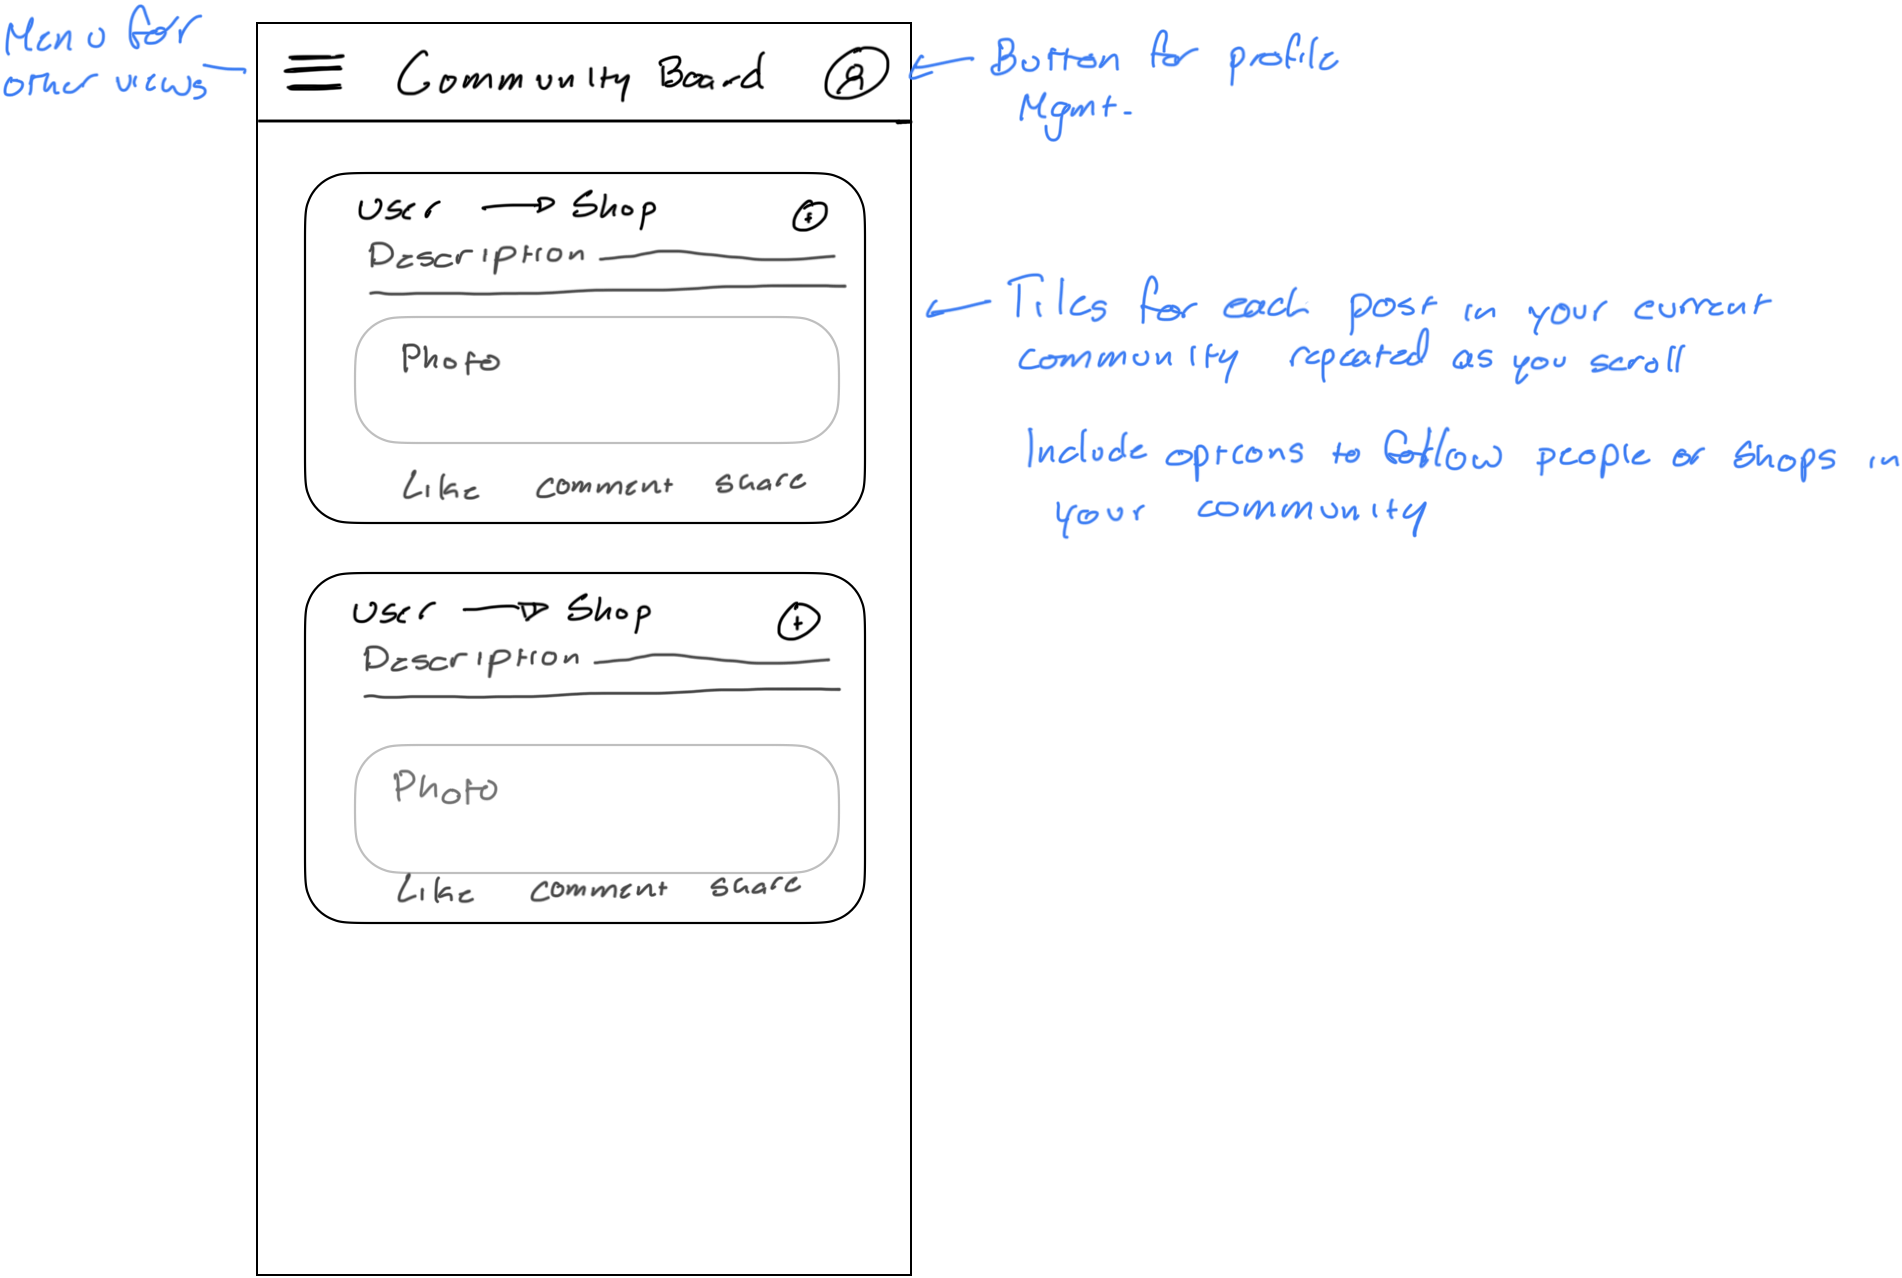 Menu for
other views
Community Board
Button for profile
Mgmt.
User → Shop
Description
Photo
Like comment share
Tiles for each post in your current
community repeated as you scroll
Include options to follow people or shops in
your community
User → Shop
Description
Photo
Like comment share